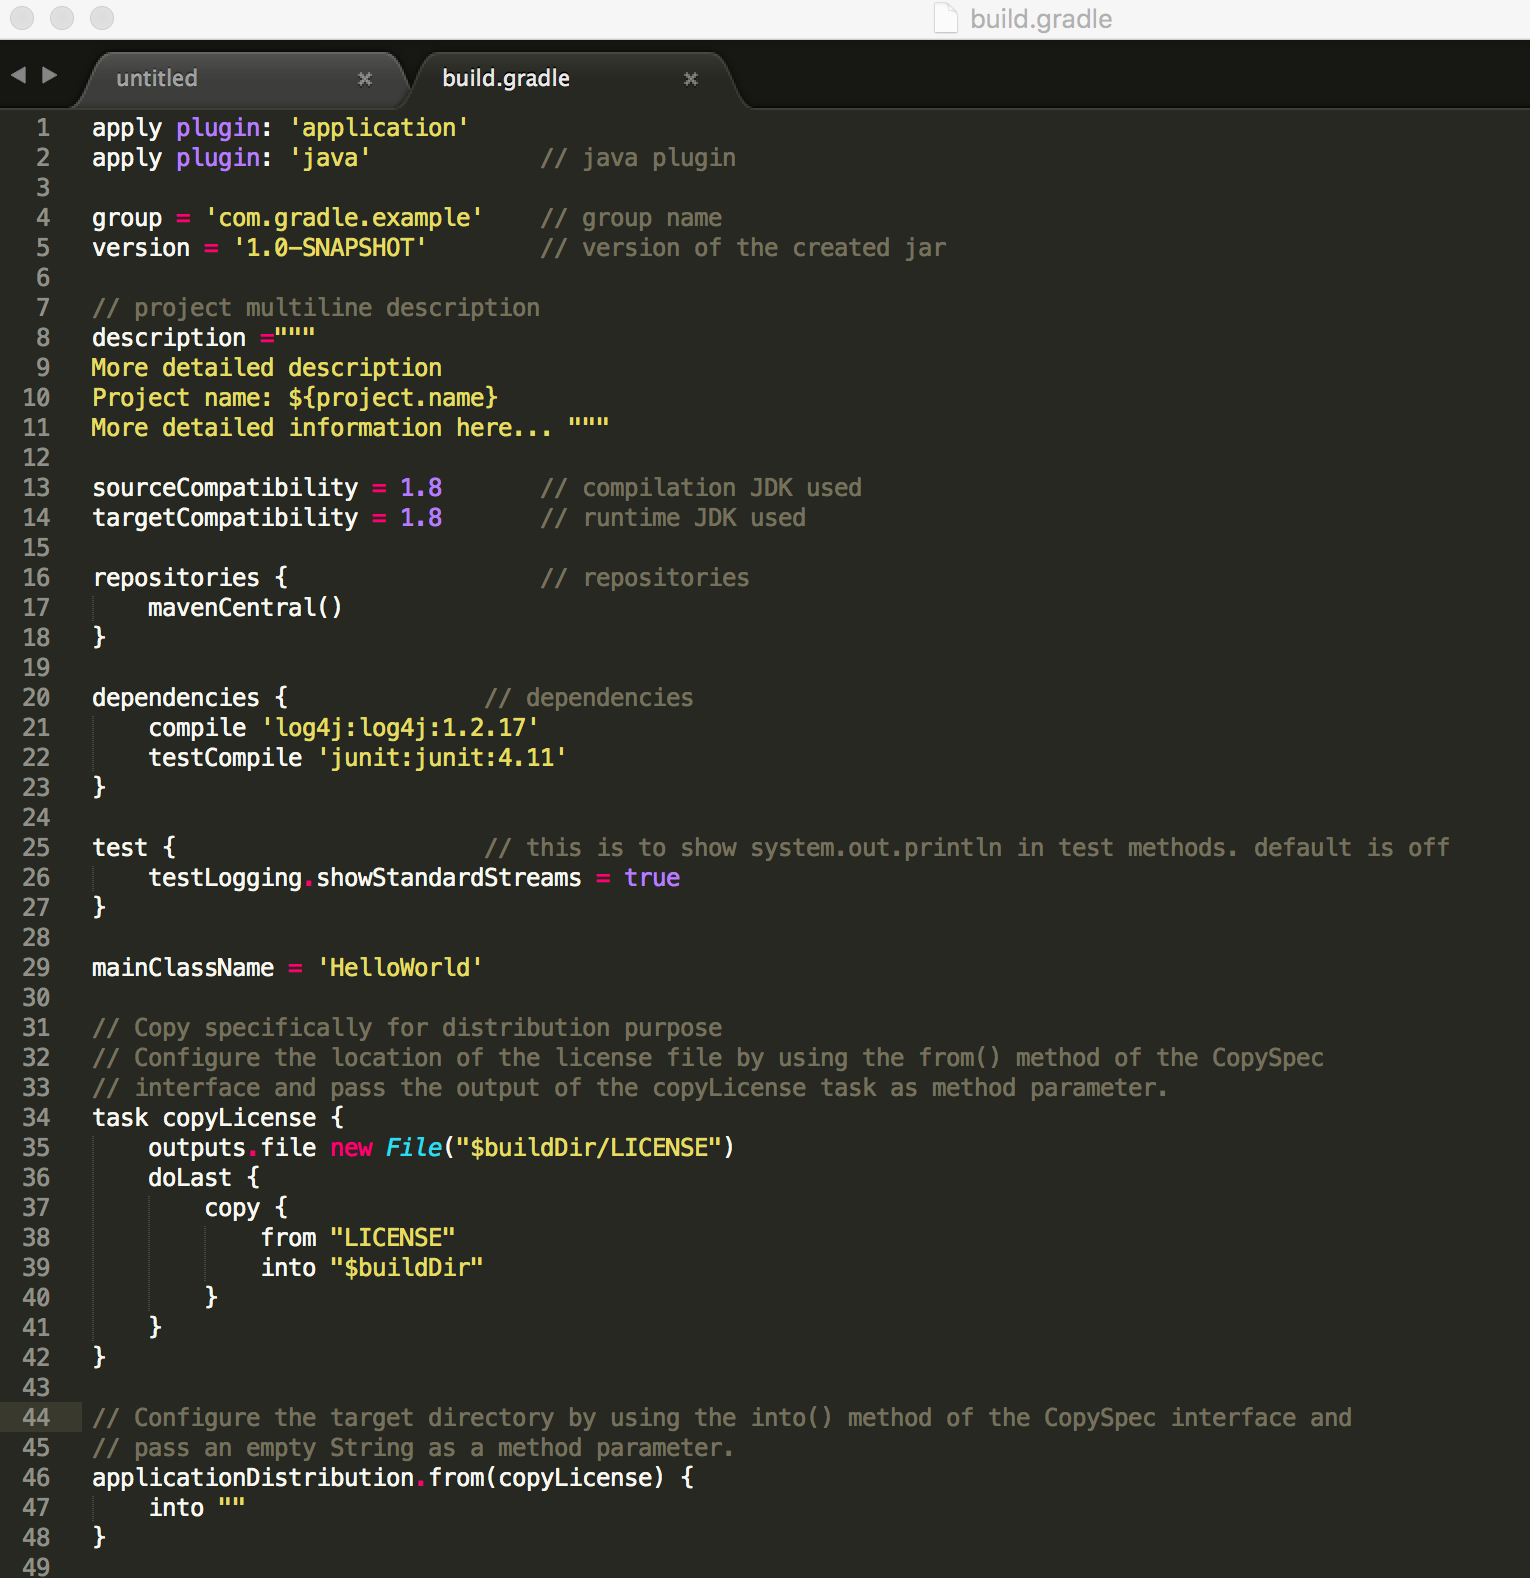 build.gradle
untitled
build.gradle
1 apply plugin: 'application'
2 apply plugin: 'java' // java plugin
3
4 group = 'com.gradle.example' // group name
5 version = '1.0-SNAPSHOT' // version of the created jar
6
7 // project multiline description
8 description ="""
9 More detailed description
10 Project name: ${project.name}
11 More detailed information here... """
12
13 sourceCompatibility = 1.8 // compilation JDK used
14 targetCompatibility = 1.8 // runtime JDK used
15
16 repositories { // repositories
17 mavenCentral()
18 }
19
20 dependencies { // dependencies
21 compile 'log4j:log4j:1.2.17'
22 testCompile 'junit:junit:4.11'
23 }
24
25 test { // this is to show system.out.println in test methods. default is off
26 testLogging.showStandardStreams = true
27 }
28
29 mainClassName = 'HelloWorld'
30
31 // Copy specifically for distribution purpose
32 // Configure the location of the license file by using the from() method of the CopySpec
33 // interface and pass the output of the copyLicense task as method parameter.
34 task copyLicense {
35 outputs.file new File("$buildDir/LICENSE")
36 doLast {
37 copy {
38 from "LICENSE"
39 into "$buildDir"
40 }
41 }
42 }
43
44 // Configure the target directory by using the into() method of the CopySpec interface and
45 // pass an empty String as a method parameter.
46 applicationDistribution.from(copyLicense) {
47 into ""
48 }
49